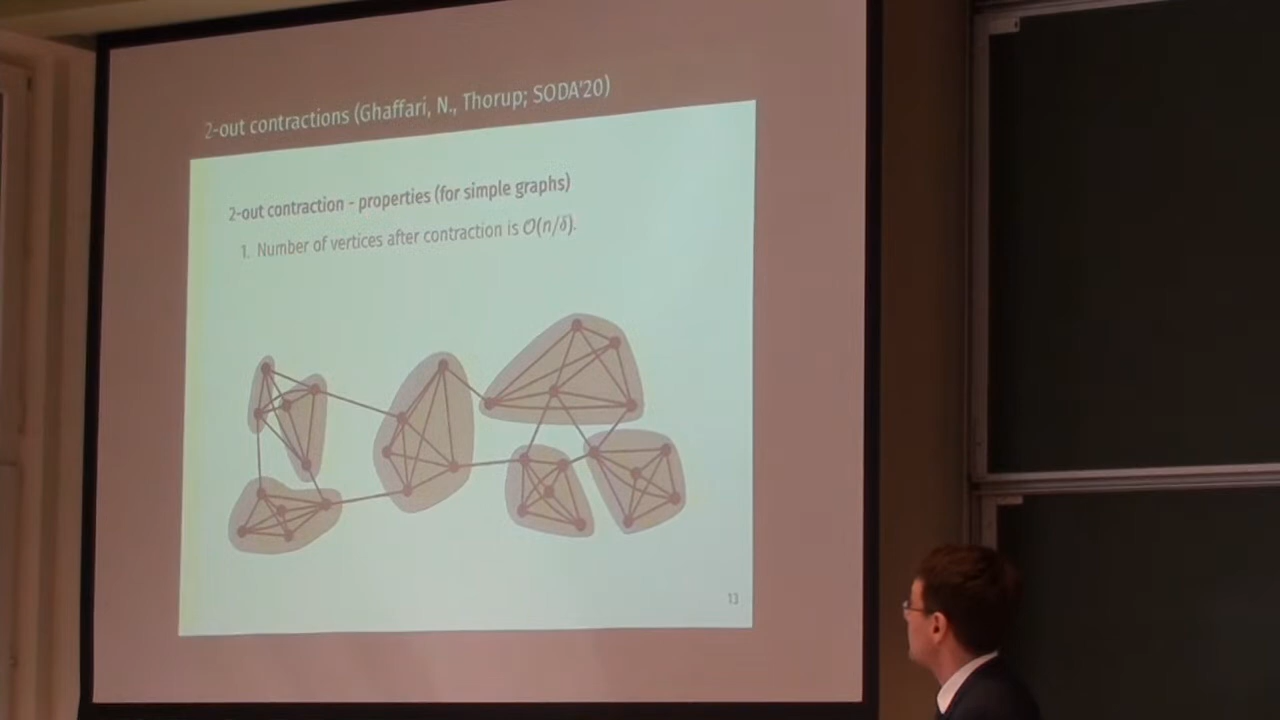 2-out contractions (Ghaffari, N., Thorup; SODA'20)
2-out contraction - properties (for simple graphs)
1. Number of vertices after contraction is O(n/δ).
13